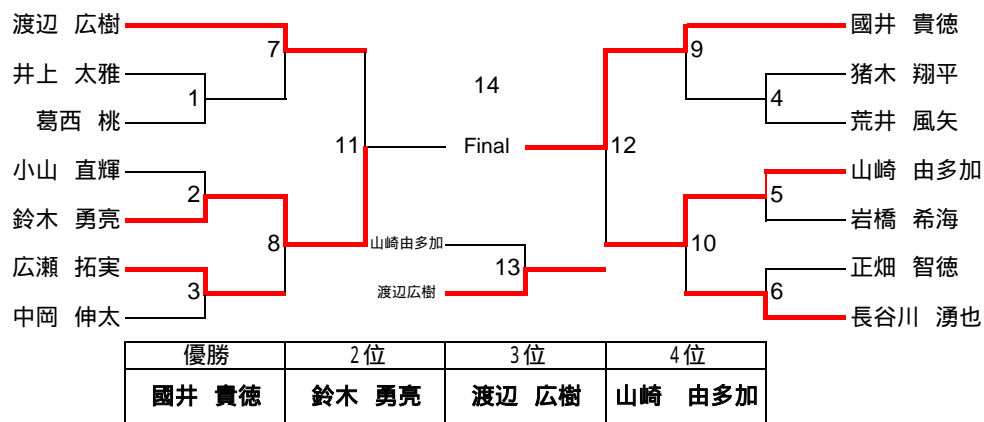 渡辺 広樹
國井 貴徳
7
9
井上 太雅
猪木 翔平
14
1
4
葛西 桃
荒井 風矢
11
Final
12
小山 直輝
山崎 由多加
2
5
鈴木 勇亮
岩橋 希海
8
山崎由多加
10
広瀬 拓実
13
正畑 智徳
3
渡辺広樹
6
中岡 伸太
長谷川 湧也
優勝 2位 3位 4位
國井 貴徳 鈴木 勇亮 渡辺 広樹 山崎 由多加